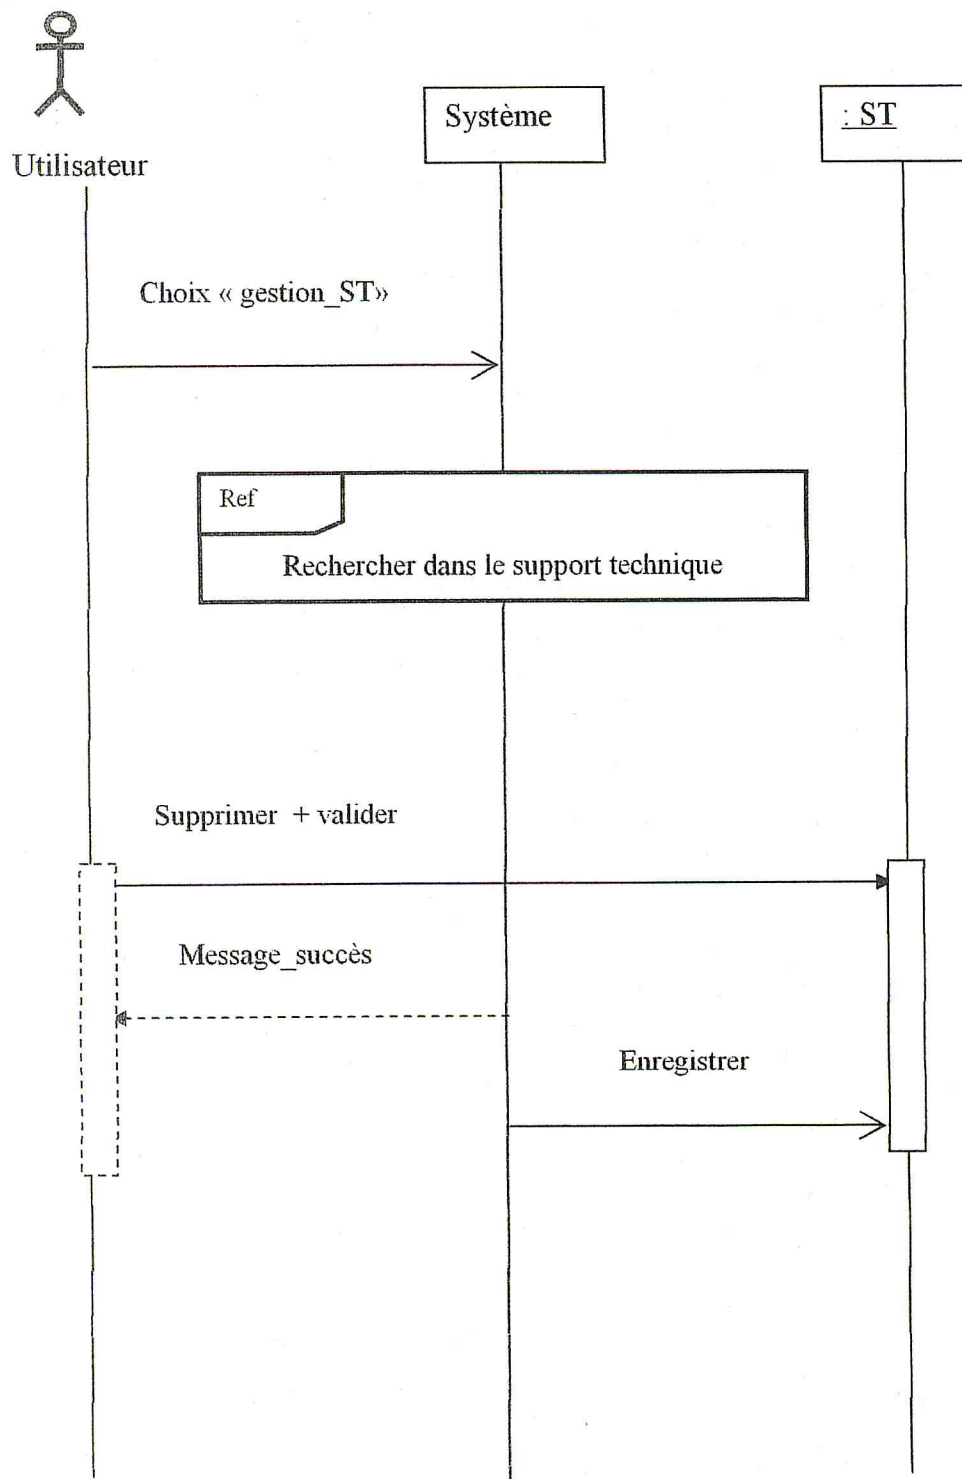 Système
: ST
Utilisateur
Choix « gestion_ST»
Ref
Rechercher dans le support technique
Supprimer + valider
Message_succès
Enregistrer